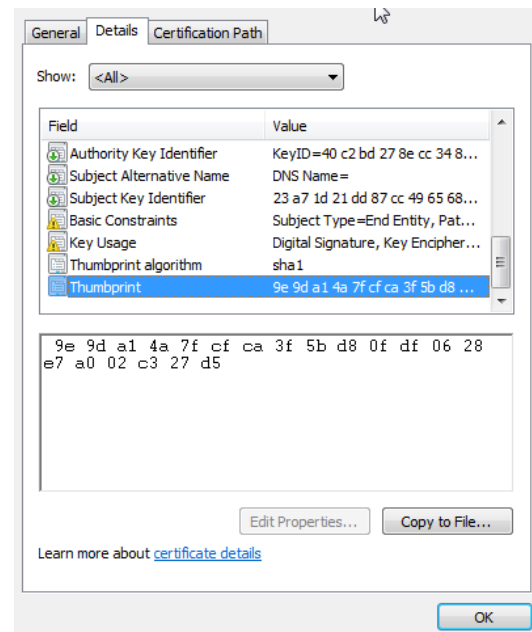 General Details Certification Path
Show: <All>
Field Value
Authority Key Identifier KeyID=40 c2 bd 27 8e cc 34 8...
Subject Alternative Name DNS Name=
Subject Key Identifier 23 a7 1d 21 dd 87 cc 49 65 68...
Basic Constraints Subject Type=End Entity, Pat...
Key Usage Digital Signature, Key Encipher...
Thumbprint algorithm sha1
Thumbprint 9e 9d a1 4a 7f cf ca 3f 5b d8 ...
9e 9d a1 4a 7f cf ca 3f 5b d8 0f df 06 28
e7 a0 02 c3 27 d5
Edit Properties... Copy to File...
Learn more about certificate details
OK